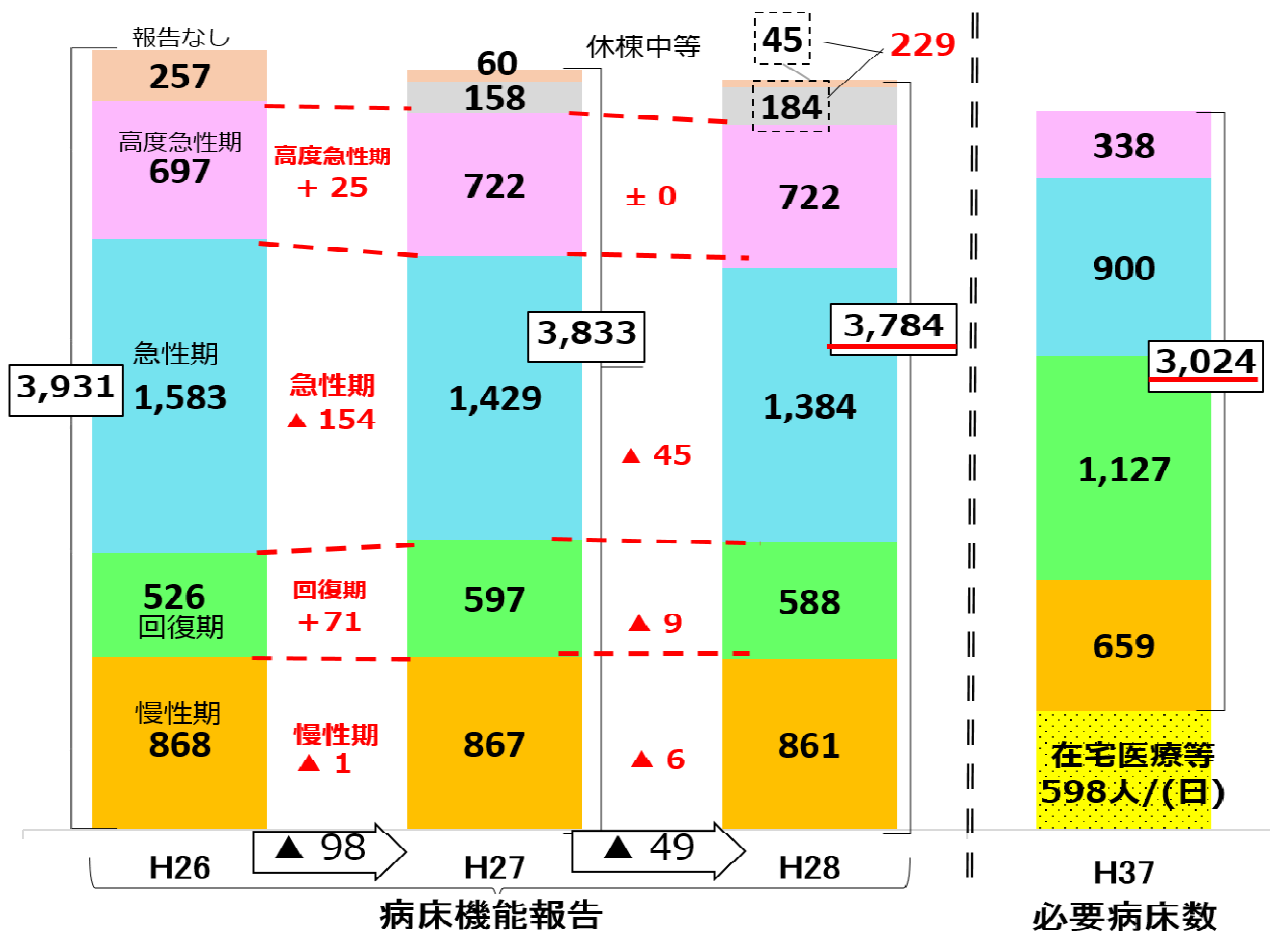 報告なし
257
高度急性期
697
急性期
1,583
526
回復期
慢性期
868
3,931
高度急性期
+ 25
急性期
▲ 154
回復期
+71
慢性期
▲ 1
休棟中等
60
158
722
1,429
597
867
3,833
± 0
▲ 45
▲ 9
▲ 6
45
229
184
722
1,384
588
861
3,784
338
900
1,127
659
3,024
在宅医療等
598人/(日)
▲ 98
▲ 49
H26
H27
H28
H37
病床機能報告
必要病床数